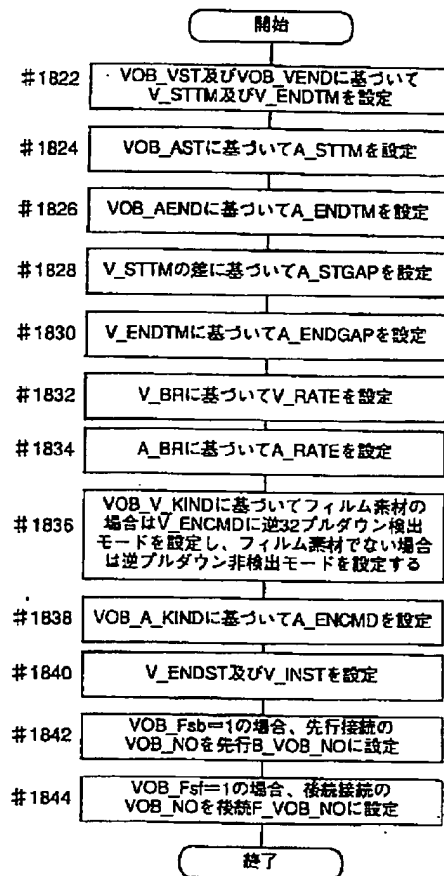 開始
#1822
VOB_VST及びVOB_VENDに基づいて
V_STTM及びV_ENDTMを設定
#1824
VOB_ASTに基づいてA_STTMを設定
#1826
VOB_AENDに基づいてA_ENDTMを設定
#1828
V_STTMの差に基づいてA_STGAPを設定
#1830
V_ENDTMに基づいてA_ENDGAPを設定
#1832
V_BRに基づいてV_RATEを設定
#1834
A_BRに基づいてA_RATEを設定
#1836
VOB_V_KINDに基づいてフィルム素材の
場合はV_ENCMDに逆32プルダウン検出
モードを設定し、フィルム素材でない場合
は逆プルダウン非検出モードを設定する
#1838
VOB_A_KINDに基づいてA_ENCMDを設定
#1840
V_ENDST及びV_INSTを設定
#1842
VOB_Fsb=1の場合、先行接続の
VOB_NOを先行B_VOB_NOに設定
#1844
VOB_Fsf=1の場合、後続接続の
VOB_NOを後続F_VOB_NOに設定
終了